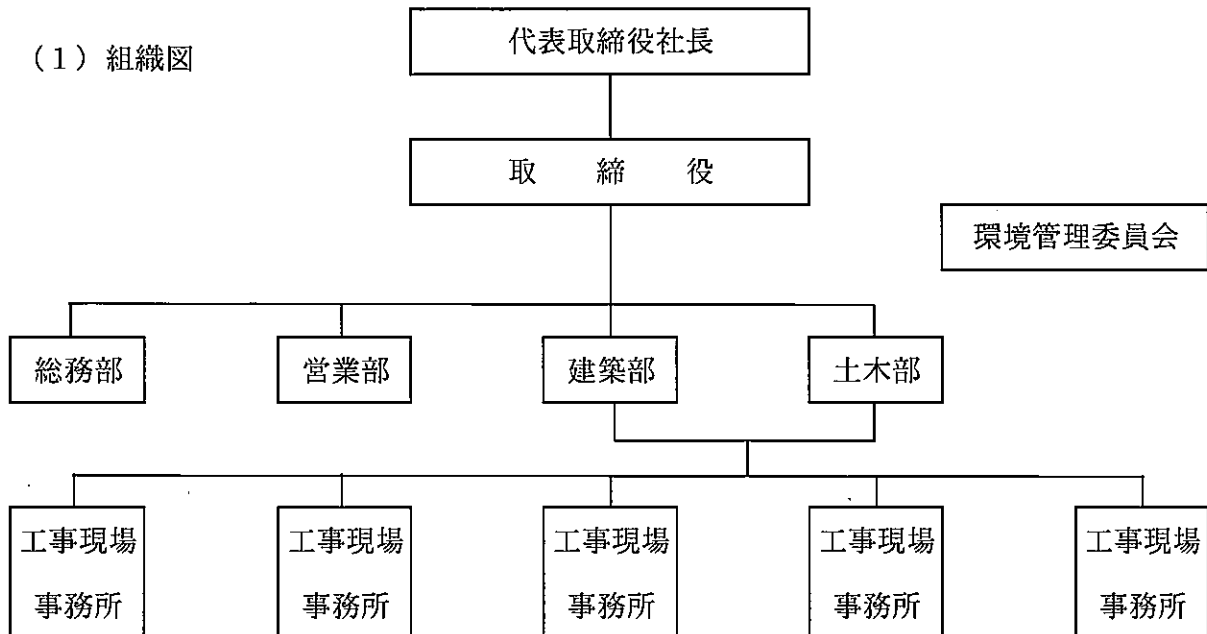 (1)組織図
代表取締役社長
取 締 役
環境管理委員会
総務部
営業部
建築部
土木部
工事現場
事務所
工事現場
事務所
工事現場
事務所
工事現場
事務所
工事現場
事務所